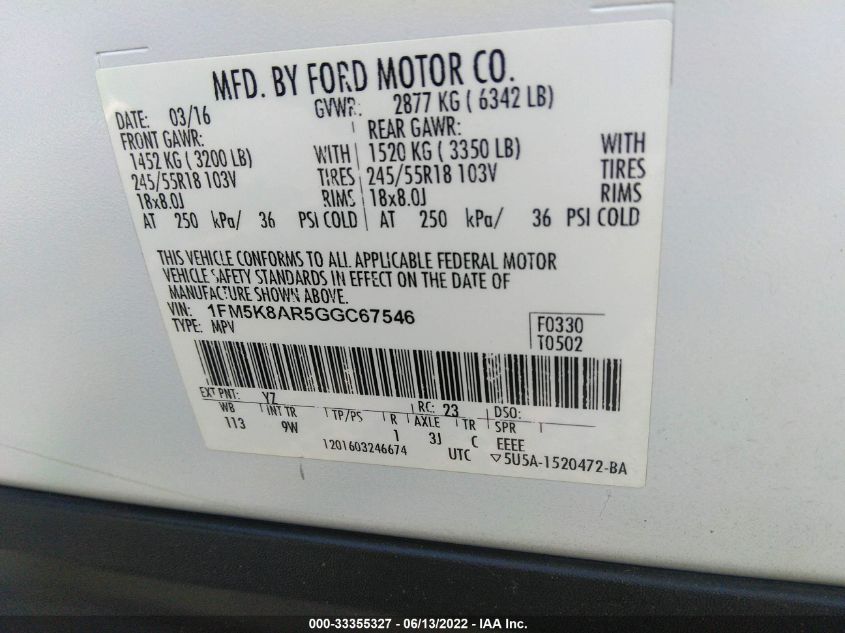 MFD. BY FORD MOTOR CO.
DATE: 03/16 GVWR: 2877 KG ( 6342 LB)
FRONT GAWR: REAR GAWR:
1452 KG ( 3200 LB) WITH 1520 KG ( 3350 LB) WITH
245/55R18 103V TIRES 245/55R18 103V TIRES
18x8.0J RIMS 18x8.0J RIMS
AT 250 kPa/ 36 PSI COLD AT 250 kPa/ 36 PSI COLD
THIS VEHICLE CONFORMS TO ALL APPLICABLE FEDERAL MOTOR
VEHICLE SAFETY STANDARDS IN EFFECT ON THE DATE OF
MANUFACTURE SHOWN ABOVE.
VIN: 1FM5K8AR5GGC67546
TYPE: MPV
F0330
T0502
EXT PNT: YZ RC: 23 DSO:
WB INT TR TP/PS R AXLE TR SPR
113 9W 1 3J C EEEE
1201603246674 UTC ▽5U5A-1520472-BA
000-33355327 - 06/13/2022 - IAA Inc.